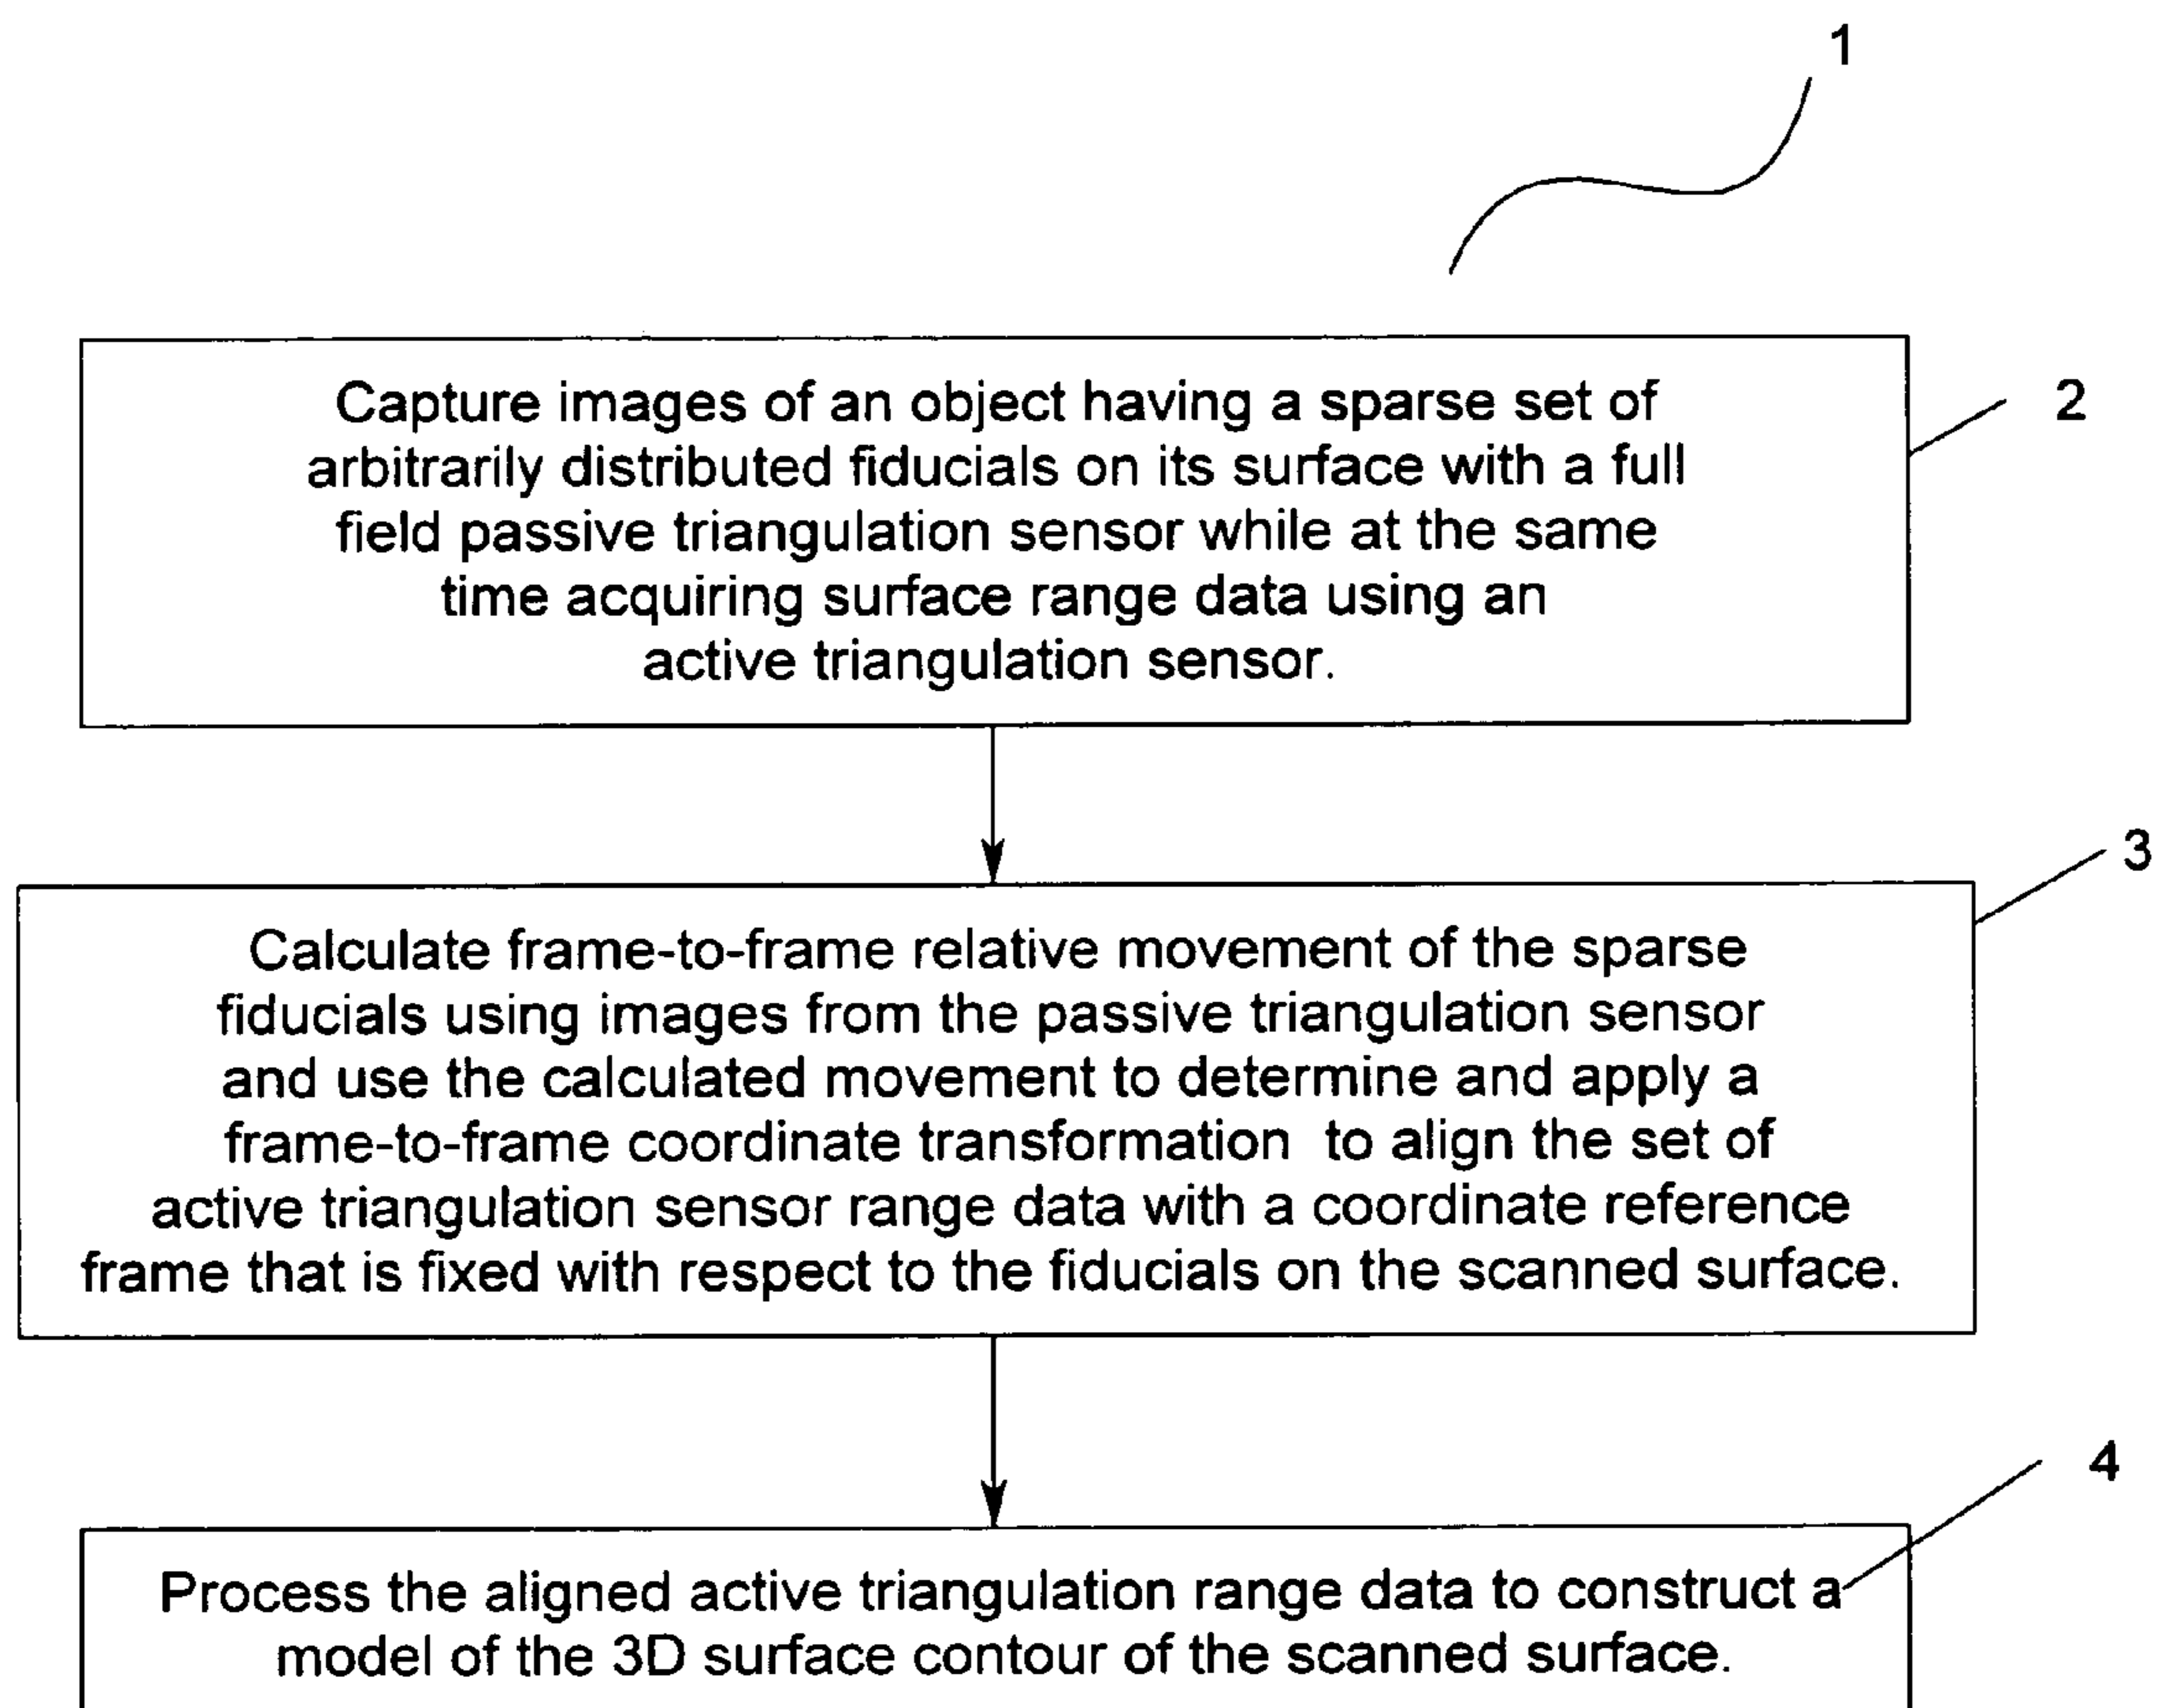 1
Capture images of an object having a sparse set of
arbitrarily distributed fiducials on its surface with a full
field passive triangulation sensor while at the same
time acquiring surface range data using an
active triangulation sensor.
2
3
Calculate frame-to-frame relative movement of the sparse
fiducials using images from the passive triangulation sensor
and use the calculated movement to determine and apply a
frame-to-frame coordinate transformation to align the set of
active triangulation sensor range data with a coordinate reference
frame that is fixed with respect to the fiducials on the scanned surface.
4
Process the aligned active triangulation range data to construct a
model of the 3D surface contour of the scanned surface.